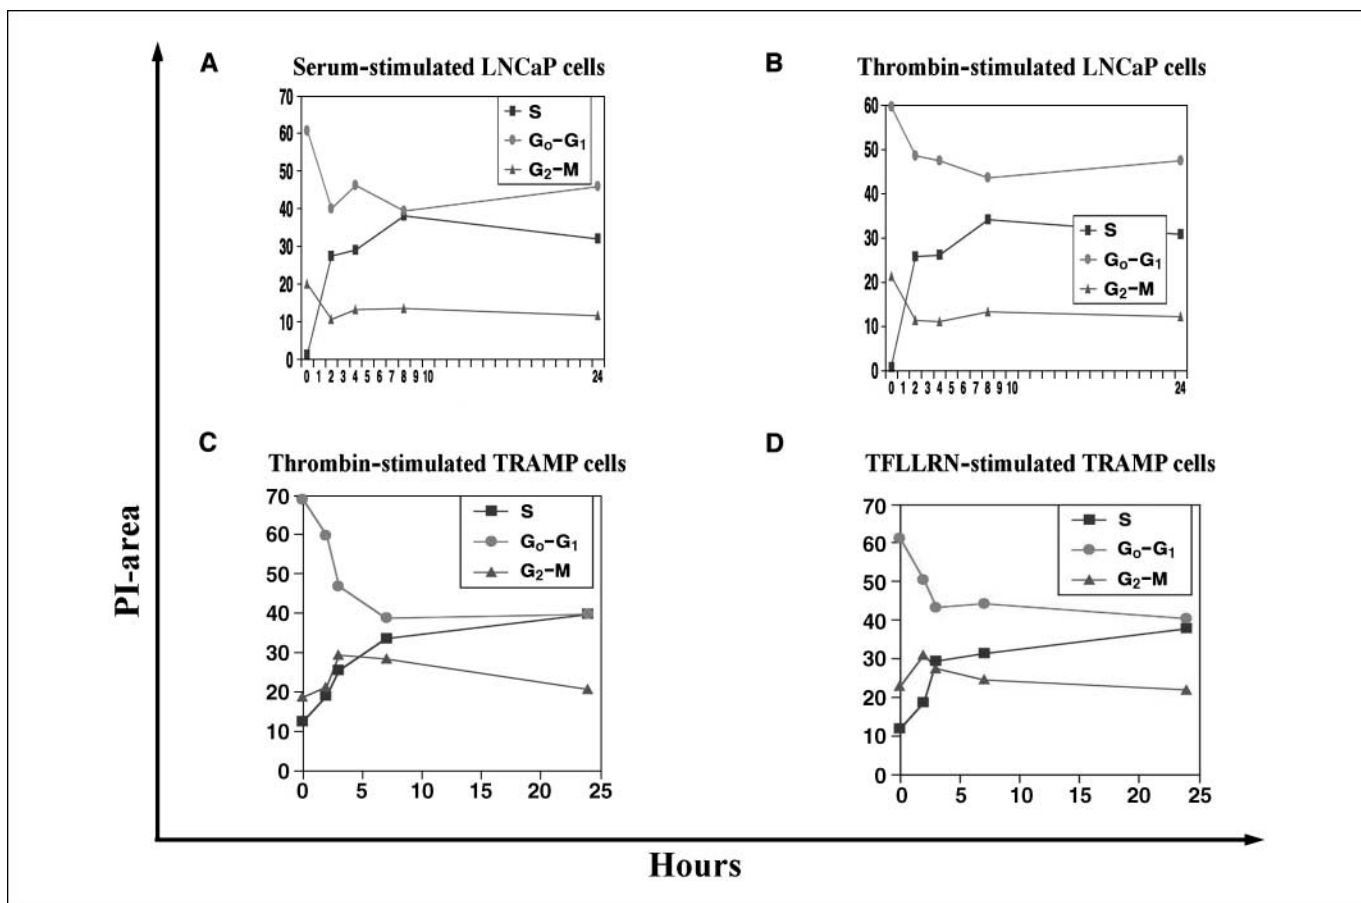 A
Serum-stimulated LNCaP cells
70
60
50
40
30
20
10
0
0 1 2 3 4 5 6 7 8 9 10 24
S
Go-G1
G2-M
B
Thrombin-stimulated LNCaP cells
60
50
40
30
20
10
0
0 1 2 3 4 5 6 7 8 9 10 24
S
Go-G1
G2-M
C
Thrombin-stimulated TRAMP cells
70
60
50
40
30
20
10
0
0 5 10 15 20 25
S
Go-G1
G2-M
D
TFLLRN-stimulated TRAMP cells
70
60
50
40
30
20
10
0
0 5 10 15 20 25
S
Go-G1
G2-M
PI-area
Hours